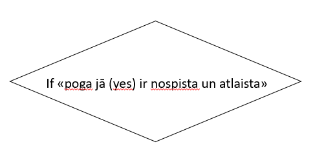 If «poga jā (yes) ir nospista un atlaista»